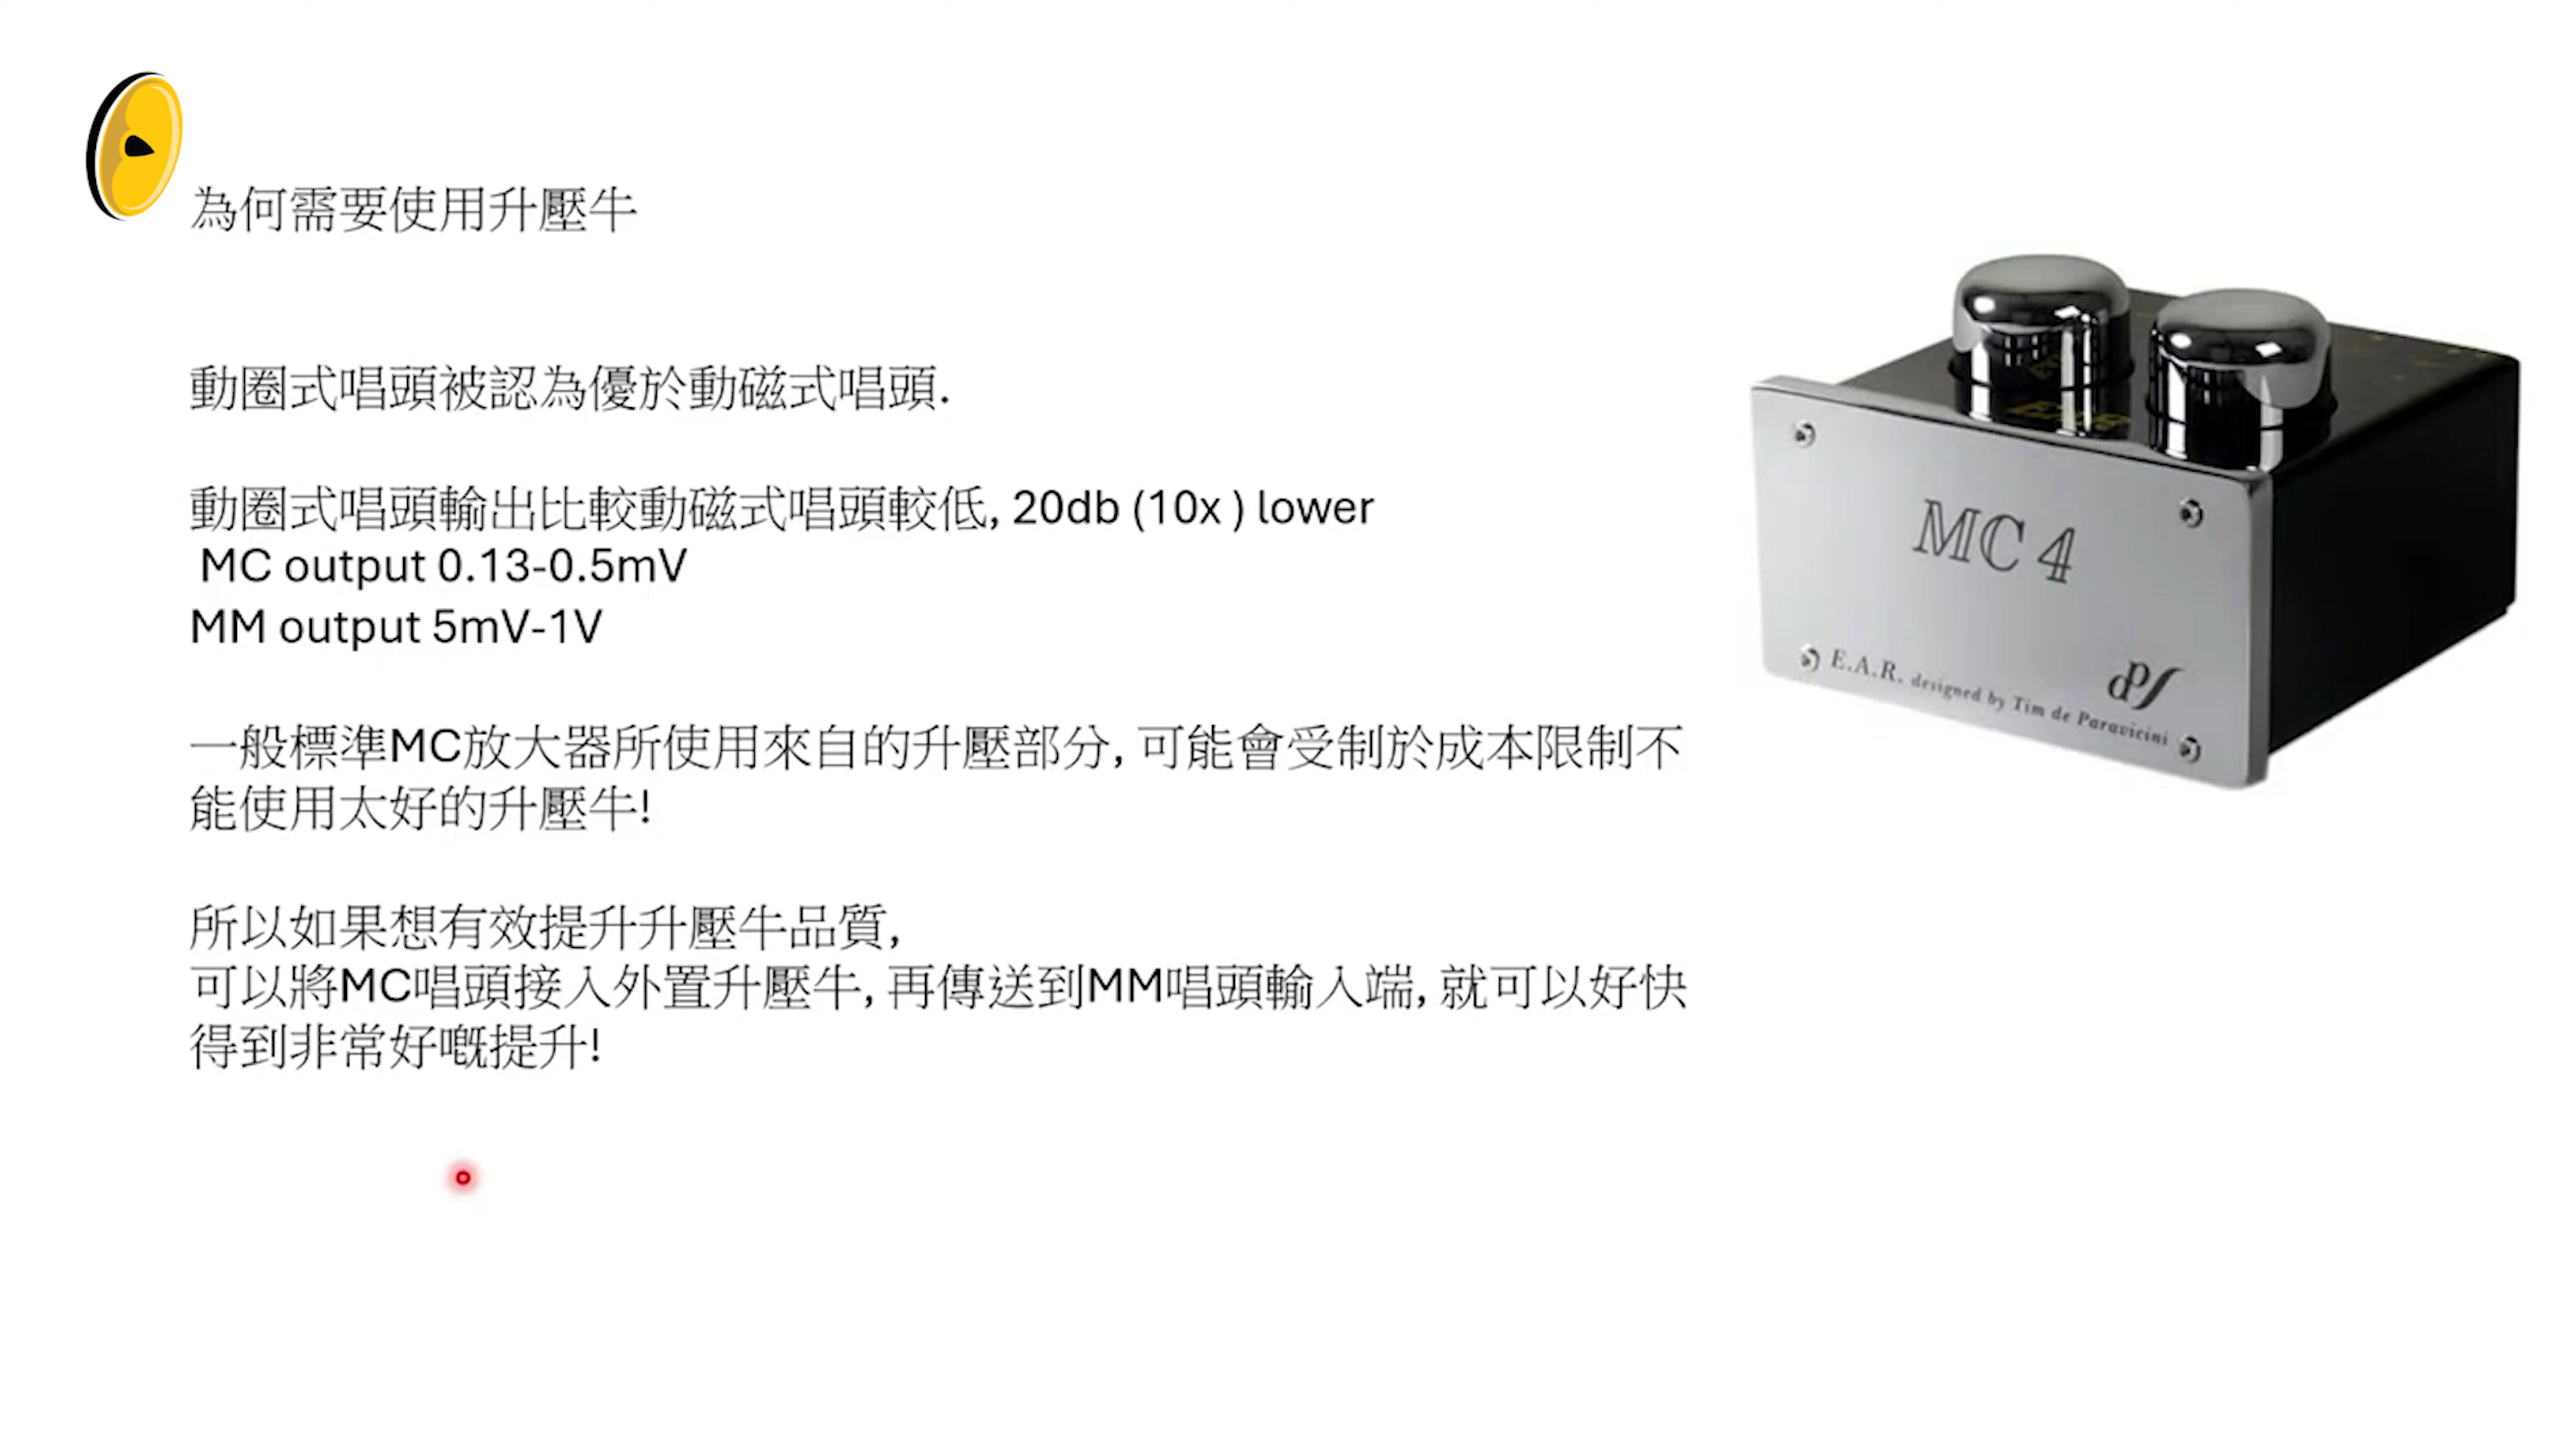 為何需要使用升壓牛
動圈式唱頭被認為優於動磁式唱頭.
動圈式唱頭輸出比較動磁式唱頭較低, 20db (10x ) lower
MC output 0.13-0.5mV
MM output 5mV-1V
一般標準MC放大器所使用來自的升壓部分, 可能會受制於成本限制不
能使用太好的升壓牛!
所以如果想有效提升升壓牛品質,
可以將MC唱頭接入外置升壓牛, 再傳送到MM唱頭輸入端, 就可以好快
得到非常好嘅提升!
MC 4
E.A.R. designed by Tim de Paravicini